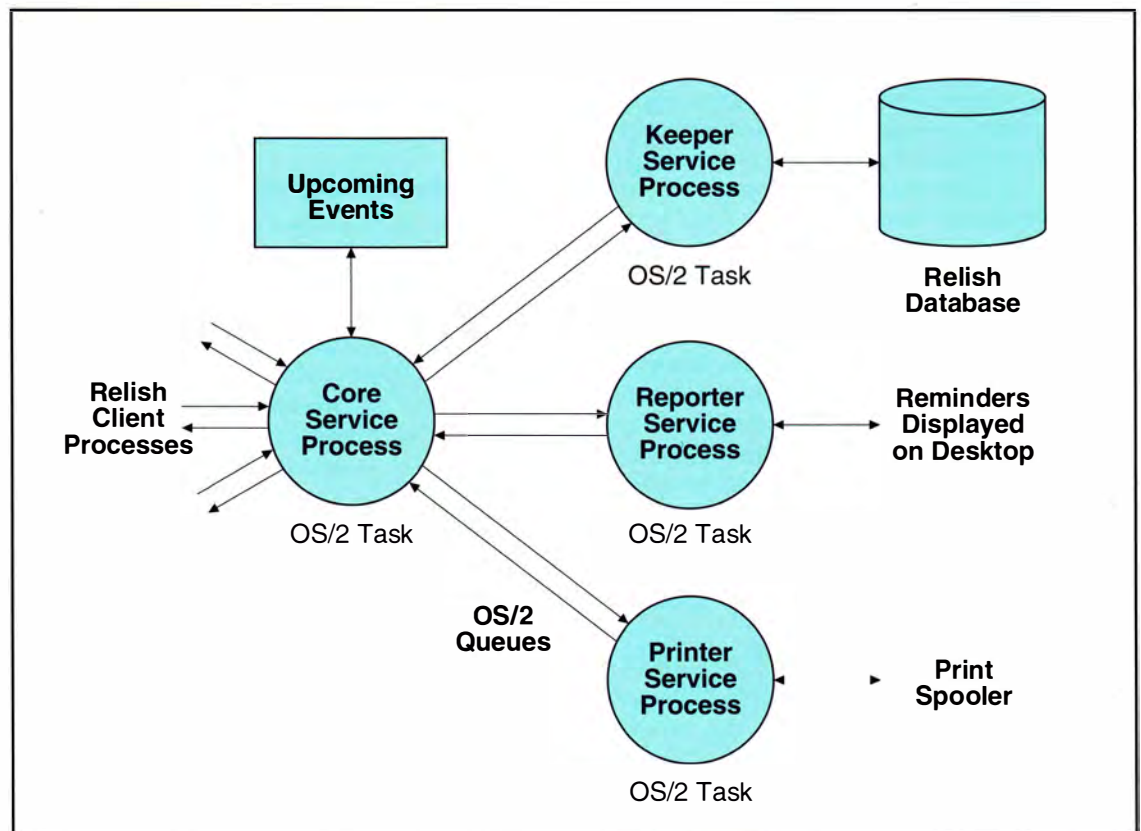 Keeper
Service
Process
OS/2 Task
Relish
Database
Upcoming
Events
Relish
Client
Processes
Core
Service
Process
OS/2 Task
Reporter
Service
Process
OS/2 Task
Reminders
Displayed
on Desktop
OS/2
Queues
Printer
Service
Process
OS/2 Task
Print
Spooler